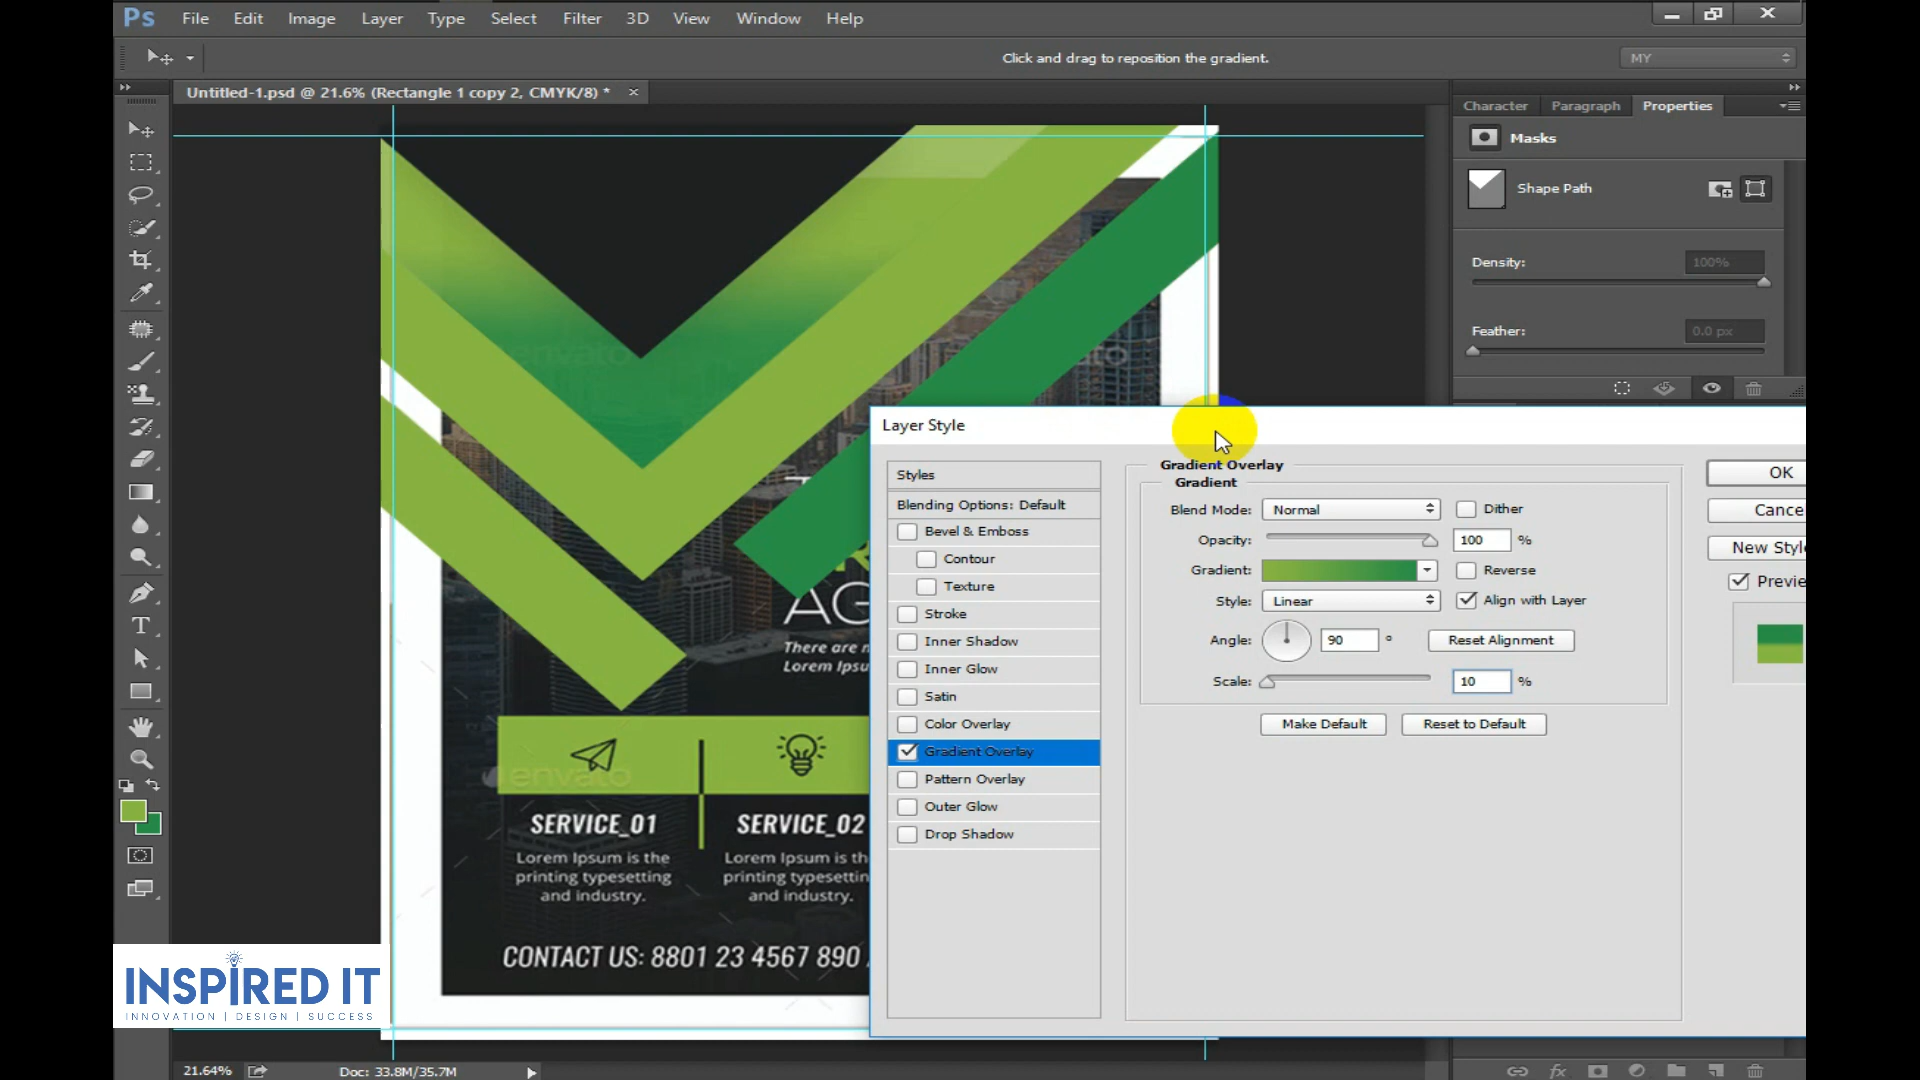 Ps File Edit Image Layer Type Select Filter 3D View Window Help
Click and drag to reposition the gradient.
MY
Untitled-1.psd @ 21.6% (Rectangle 1 copy 2, CMYK/8) *
Character Paragraph Properties
Masks
Shape Path
Density: 100%
Feather: 0.0 px
envato
Layer Style
Styles
Blending Options: Default
Bevel & Emboss
Contour
Texture
Stroke
Inner Shadow
Inner Glow
Satin
Color Overlay
Gradient Overlay
Pattern Overlay
Outer Glow
Drop Shadow
Gradient Overlay
Gradient
Blend Mode: Normal Dither
Opacity: 100 %
Gradient: Reverse
Style: Linear Align with Layer
Angle: 90 ° Reset Alignment
Scale: 10 %
Make Default Reset to Default
OK
Cance
New Style
Previe
AG
There are n
Lorem Ipsu
envato
SERVICE_01
Lorem Ipsum is the
printing typesetting
and industry.
SERVICE_02
Lorem Ipsum is th
printing typesettin
and industry.
CONTACT US: 8801 23 4567 890
INSPIRED IT
INNOVATION | DESIGN | SUCCESS
21.64% Doc: 33.8M/35.7M
fx